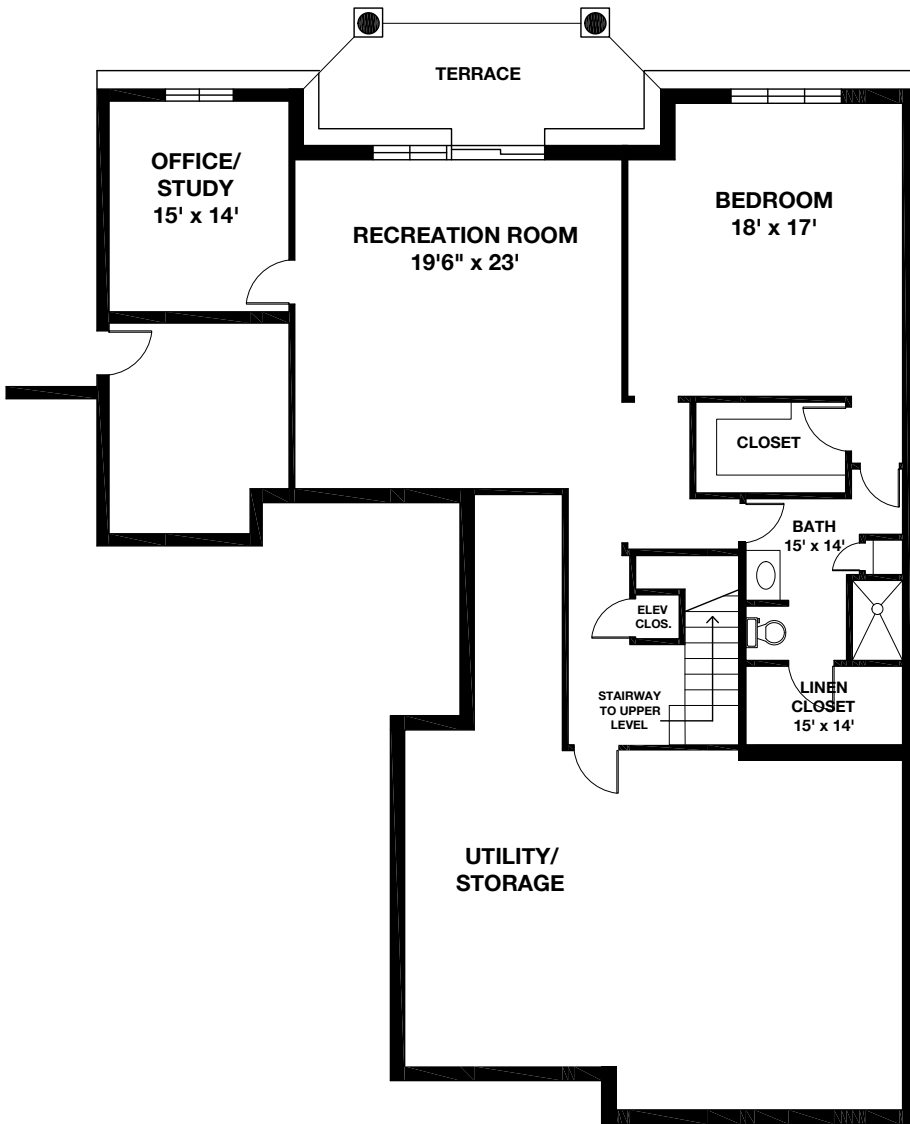 TERRACE
OFFICE/
STUDY
15' x 14'
BEDROOM
18' x 17'
RECREATION ROOM
19'6" x 23'
CLOSET
BATH
15' x 14'
ELEV
CLOS.
STAIRWAY
TO UPPER
LEVEL
LINEN
CLOSET
15' x 14'
UTILITY/
STORAGE